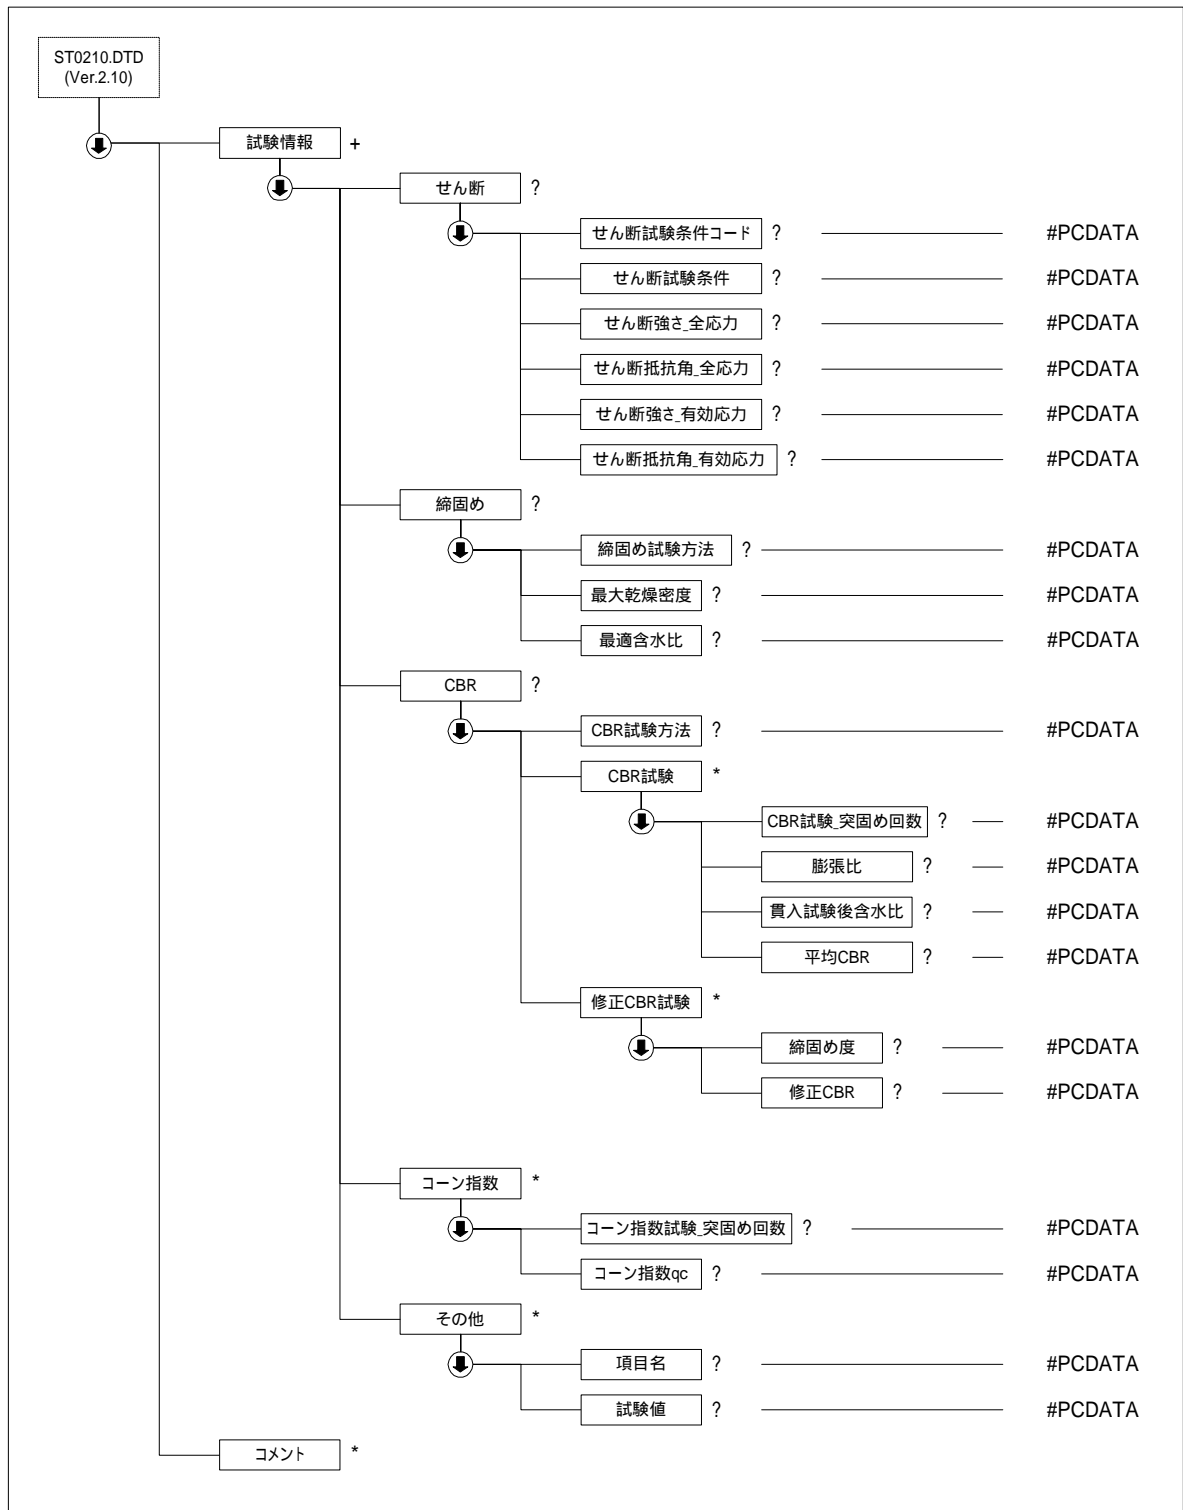 ST0210.DTD
(Ver.2.10)
試験情報 +
せん断 ?
せん断試験条件コード ? #PCDATA
せん断試験条件 ? #PCDATA
せん断強さ_全応力 ? #PCDATA
せん断抵抗角_全応力 ? #PCDATA
せん断強さ_有効応力 ? #PCDATA
せん断抵抗角_有効応力 ? #PCDATA
締固め ?
締固め試験方法 ? #PCDATA
最大乾燥密度 ? #PCDATA
最適含水比 ? #PCDATA
CBR ?
CBR試験方法 ? #PCDATA
CBR試験 *
CBR試験_突固め回数 ? #PCDATA
膨張比 ? #PCDATA
貫入試験後含水比 ? #PCDATA
平均CBR ? #PCDATA
修正CBR試験 *
締固め度 ? #PCDATA
修正CBR ? #PCDATA
コーン指数 *
コーン指数試験_突固め回数 ? #PCDATA
コーン指数qc ? #PCDATA
その他 *
項目名 ? #PCDATA
試験値 ? #PCDATA
コメント *